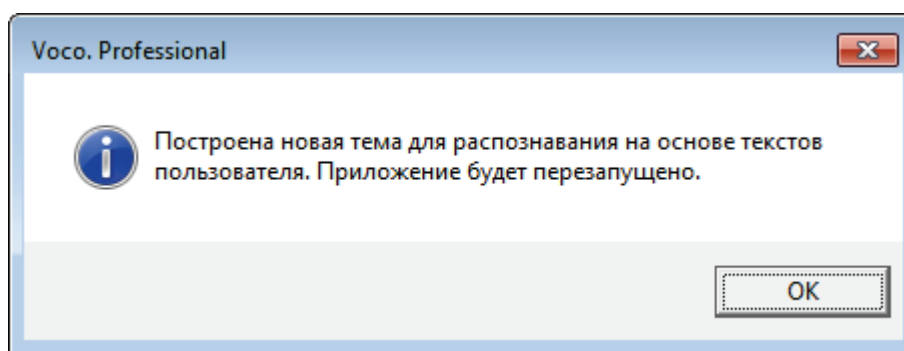 Voco. Professional
Построена новая тема для распознавания на основе текстов
пользователя. Приложение будет перезапущено.
OK